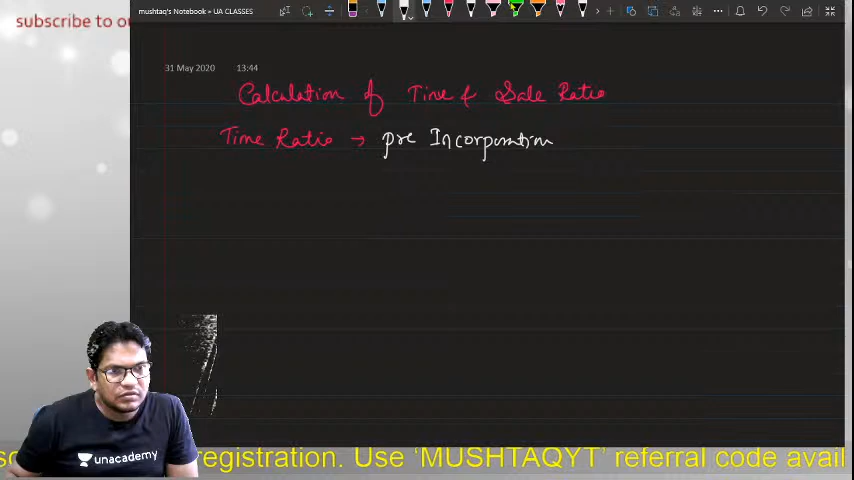 subscribe to ou
mushtaq's Notebook » UA CLASSES
31 May 2020 13:44
Calculation of Time & Sale Ratio
Time Ratio → pre Incorporation
unacademy
registration. Use ‘MUSHTAQYT’ referral code avail